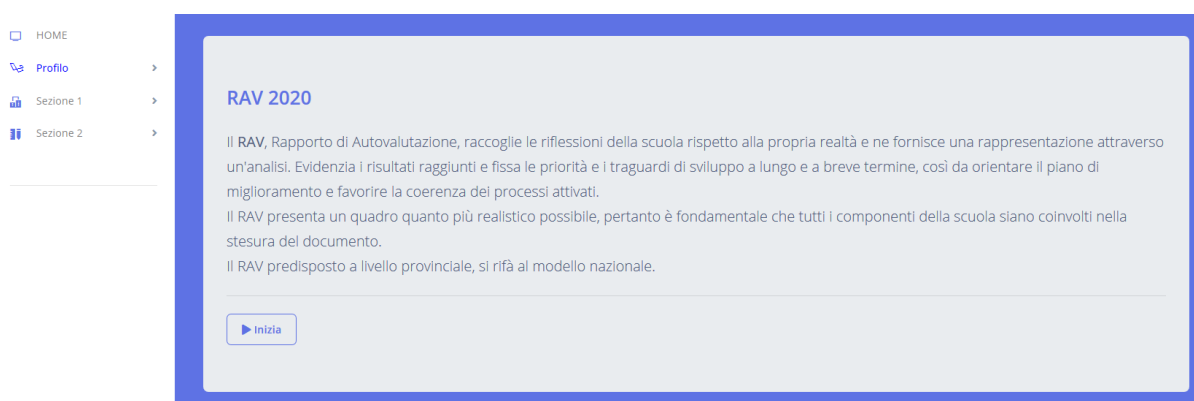 HOME
Profilo
Sezione 1
Sezione 2
RAV 2020
Il RAV, Rapporto di Autovalutazione, raccoglie le riflessioni della scuola rispetto alla propria realtà e ne fornisce una rappresentazione attraverso
un'analisi. Evidenzia i risultati raggiunti e fissa le priorità e i traguardi di sviluppo a lungo e a breve termine, così da orientare il piano di
miglioramento e favorire la coerenza dei processi attivati.
Il RAV presenta un quadro quanto più realistico possibile, pertanto è fondamentale che tutti i componenti della scuola siano coinvolti nella
stesura del documento.
Il RAV predisposto a livello provinciale, si rifà al modello nazionale.
Inizia